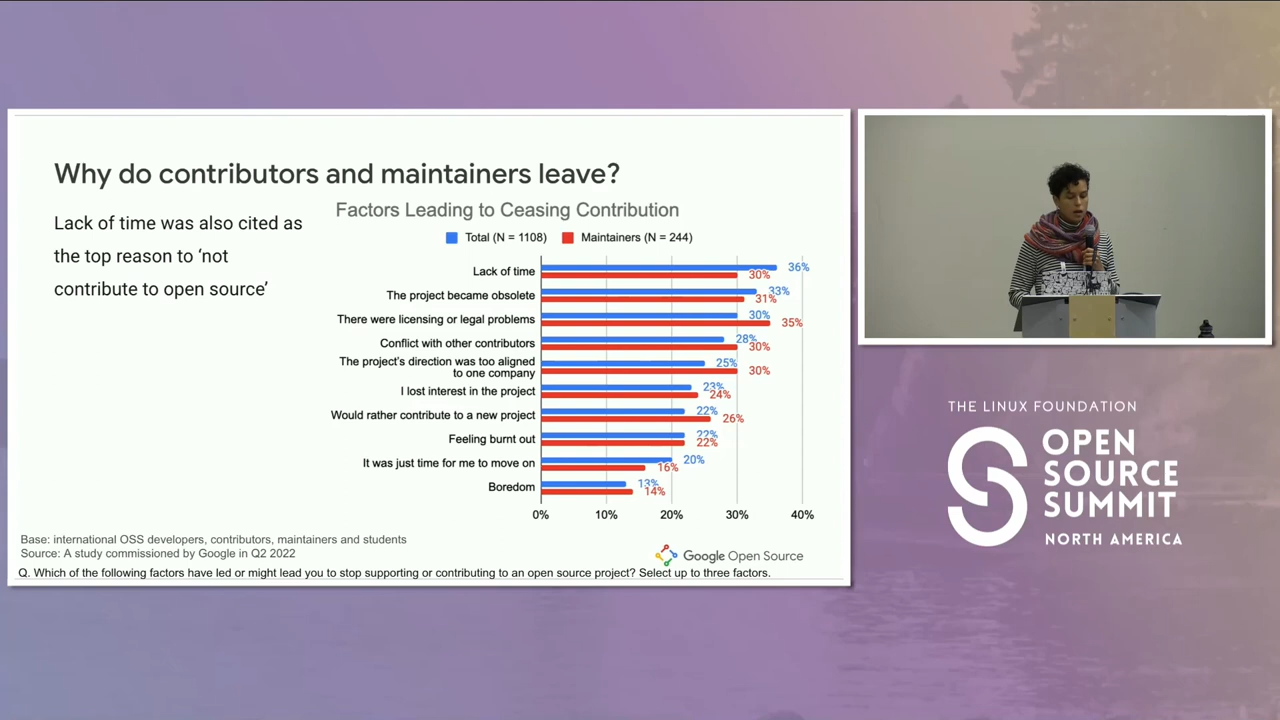 Why do contributors and maintainers leave?
Lack of time was also cited as
the top reason to ‘not
contribute to open source’
Factors Leading to Ceasing Contribution
Total (N = 1108)
Maintainers (N = 244)
Lack of time
36%
30%
The project became obsolete
33%
31%
There were licensing or legal problems
30%
35%
Conflict with other contributors
28%
30%
The project's direction was too aligned
to one company
25%
30%
I lost interest in the project
23%
24%
Would rather contribute to a new project
22%
26%
Feeling burnt out
22%
22%
It was just time for me to move on
20%
16%
Boredom
13%
14%
0%
10%
20%
30%
40%
Base: international OSS developers, contributors, maintainers and students
Source: A study commissioned by Google in Q2 2022
Google Open Source
Q. Which of the following factors have led or might lead you to stop supporting or contributing to an open source project? Select up to three factors.
THE LINUX FOUNDATION
OPEN
SOURCE
SUMMIT
NORTH AMERICA